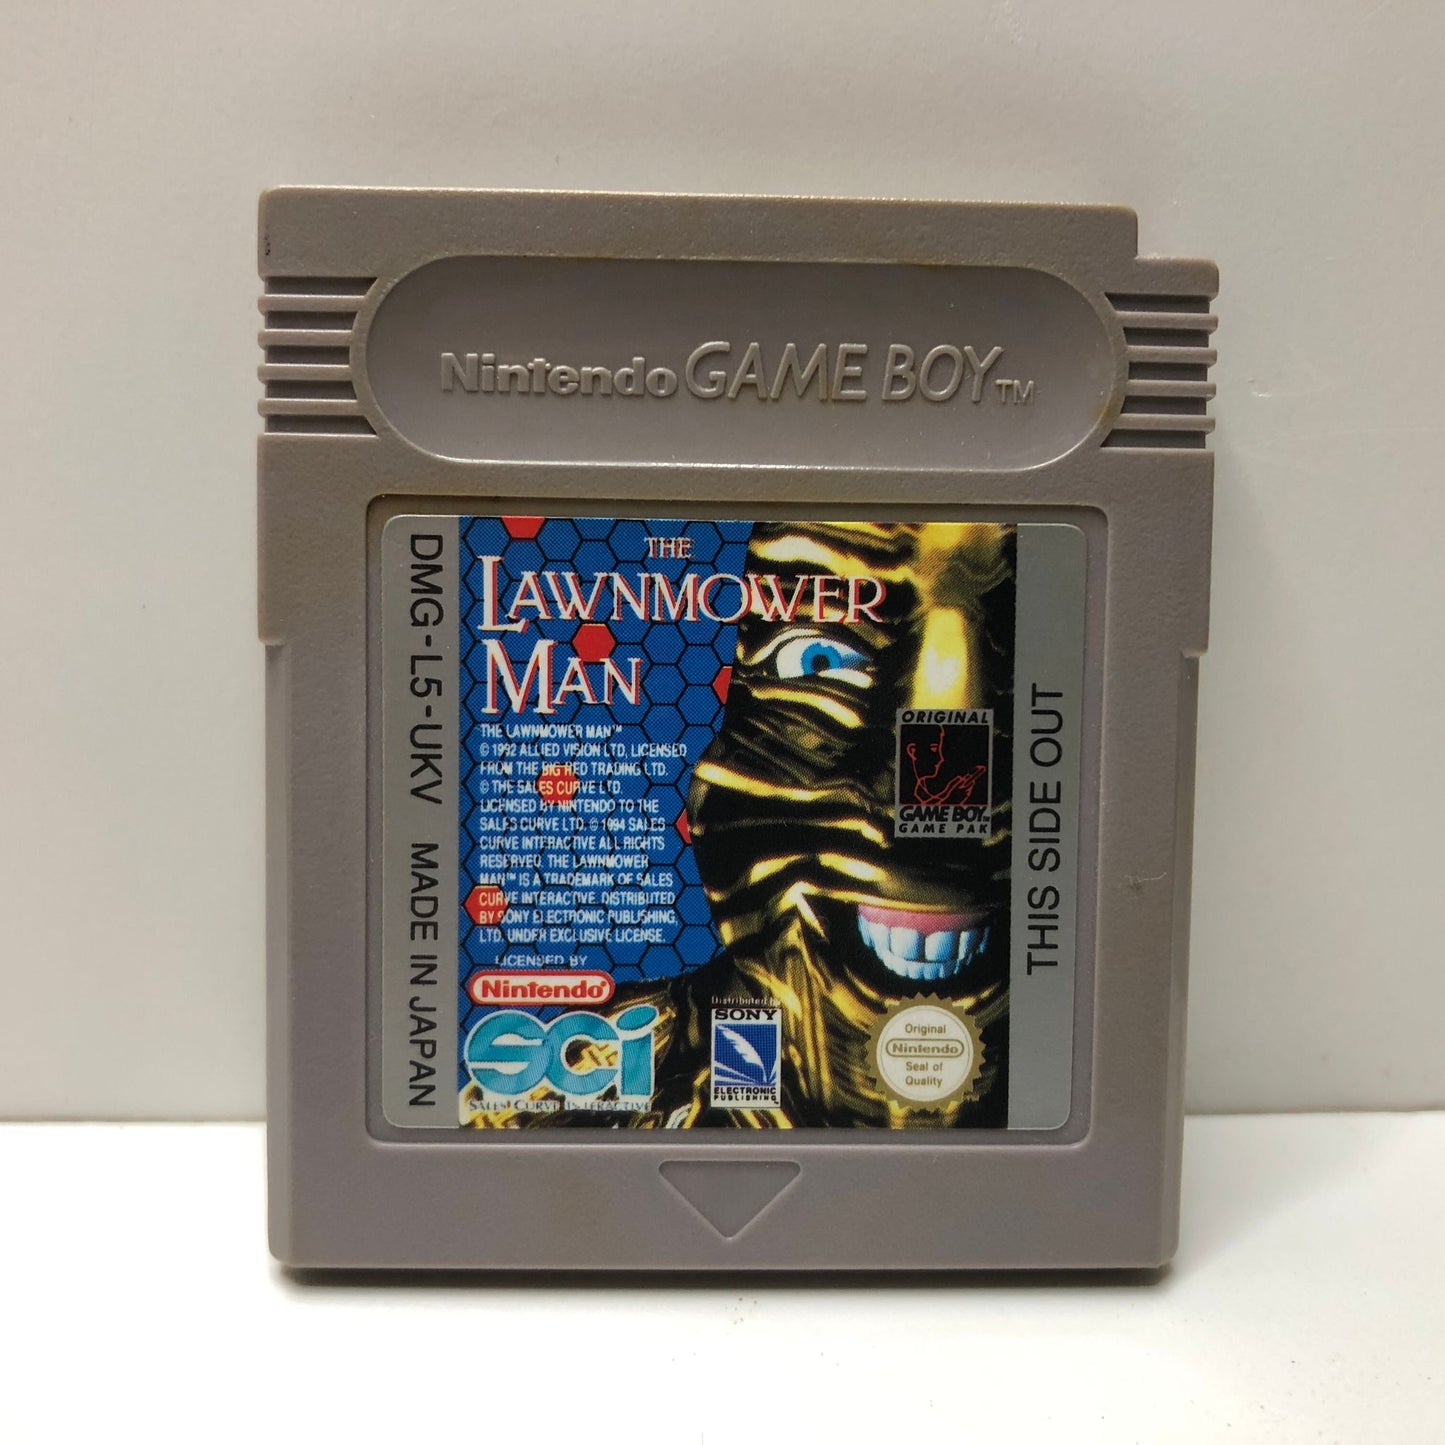 Nintendo GAME BOY TM
DMG-L5-UKV MADE IN JAPAN
THE
LAWNMOWER
MAN
THE LAWNMOWER MAN™
© 1992 ALLIED VISION LTD, LICENSED
FROM THE BIG RED TRADING LTD.
© THE SALES CURVE LTD.
LICENSED BY NINTENDO TO THE
SALES CURVE LTD. © 1994 SALES
CURVE INTERACTIVE ALL RIGHTS
RESERVED. THE LAWNMOWER
MAN™ IS A TRADEMARK OF SALES
CURVE INTERACTIVE. DISTRIBUTED
BY SONY ELECTRONIC PUBLISHING,
LTD. UNDER EXCLUSIVE LICENSE.
LICENSED BY
Nintendo
SCi
SALES CURVE INTERACTIVE
Distributed by
SONY
ELECTRONIC
PUBLISHING™
ORIGINAL
GAME BOY™
GAME PAK
Original
Nintendo
Seal of
Quality
THIS SIDE OUT